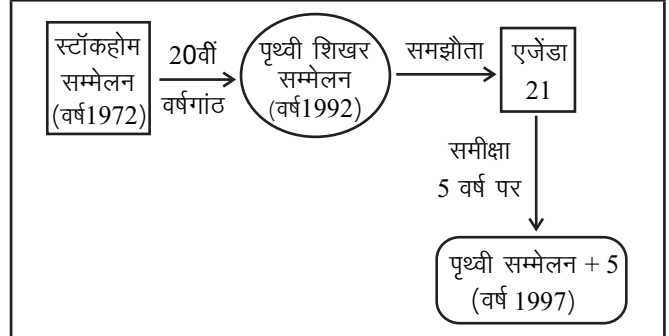 स्टॉकहोम
सम्मेलन
(वर्ष1972)
20वीं
वर्षगांठ
पृथ्वी शिखर
सम्मेलन
(वर्ष1992)
समझौता
एजेंडा
21
समीक्षा
5 वर्ष पर
पृथ्वी सम्मेलन + 5
(वर्ष 1997)